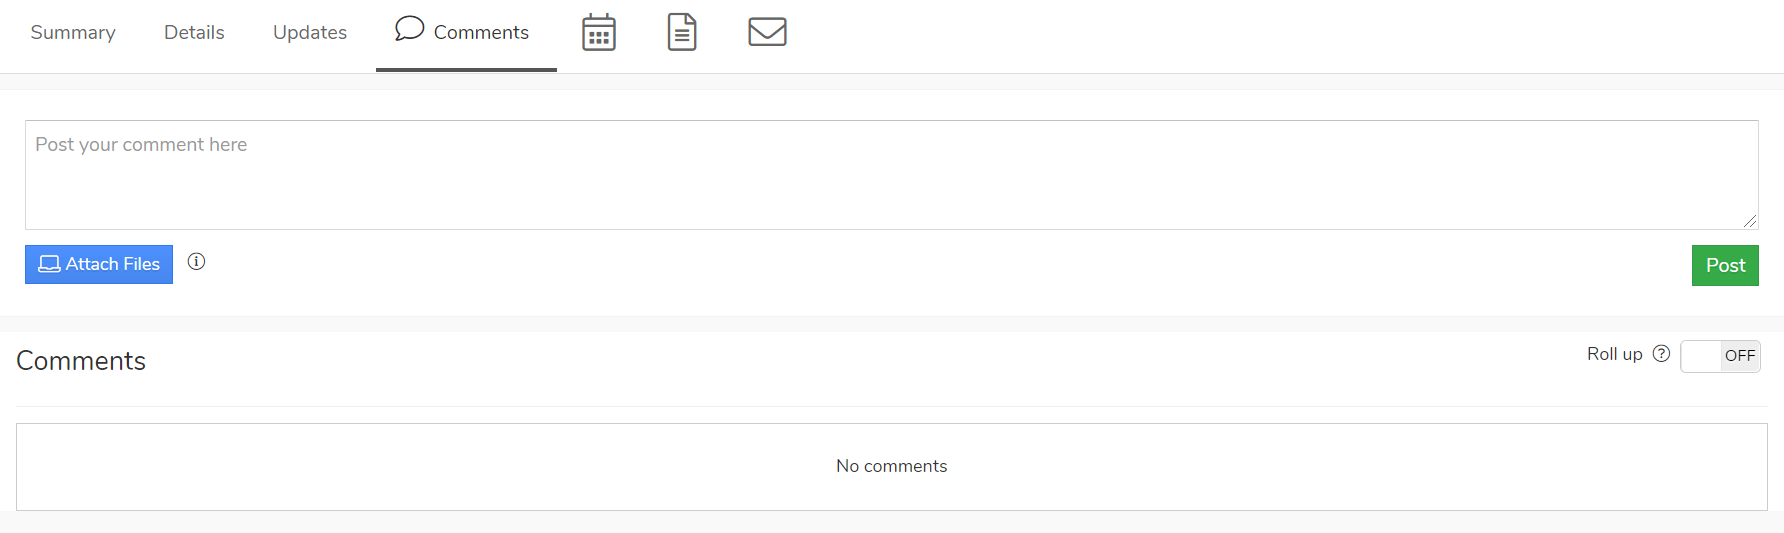 Summary Details Updates Comments
Post your comment here
Attach Files
Post
Comments
Roll up OFF
No comments